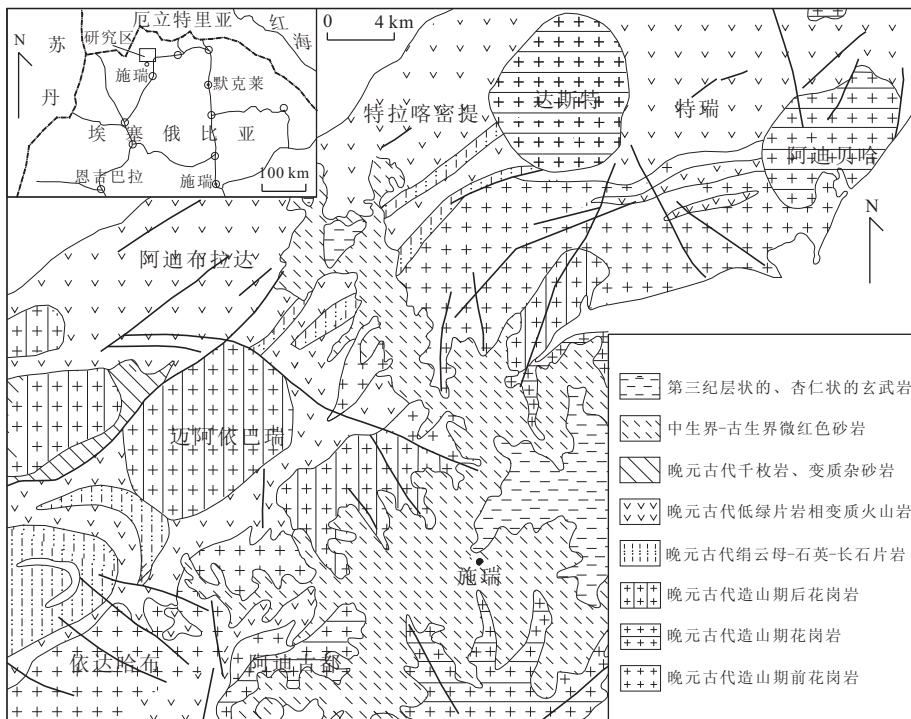 厄立特里亚
红
海
苏
丹
N
研究区
施瑞
默克莱
埃塞俄比亚
恩古巴拉
施瑞
100 km
0 4 km
达斯特
特拉喀密提
特瑞
阿迪贝哈
N
阿迪布拉达
迈阿依巴瑞
施瑞
依达哈布
阿迪古都
第三纪层状的、杏仁状的玄武岩
中生界-古生界微红色砂岩
晚元古代千枚岩、变质杂砂岩
晚元古代低绿片岩相变质火山岩
晚元古代绢云母-石英-长石片岩
晚元古代造山期后花岗岩
晚元古代造山期花岗岩
晚元古代造山期前花岗岩